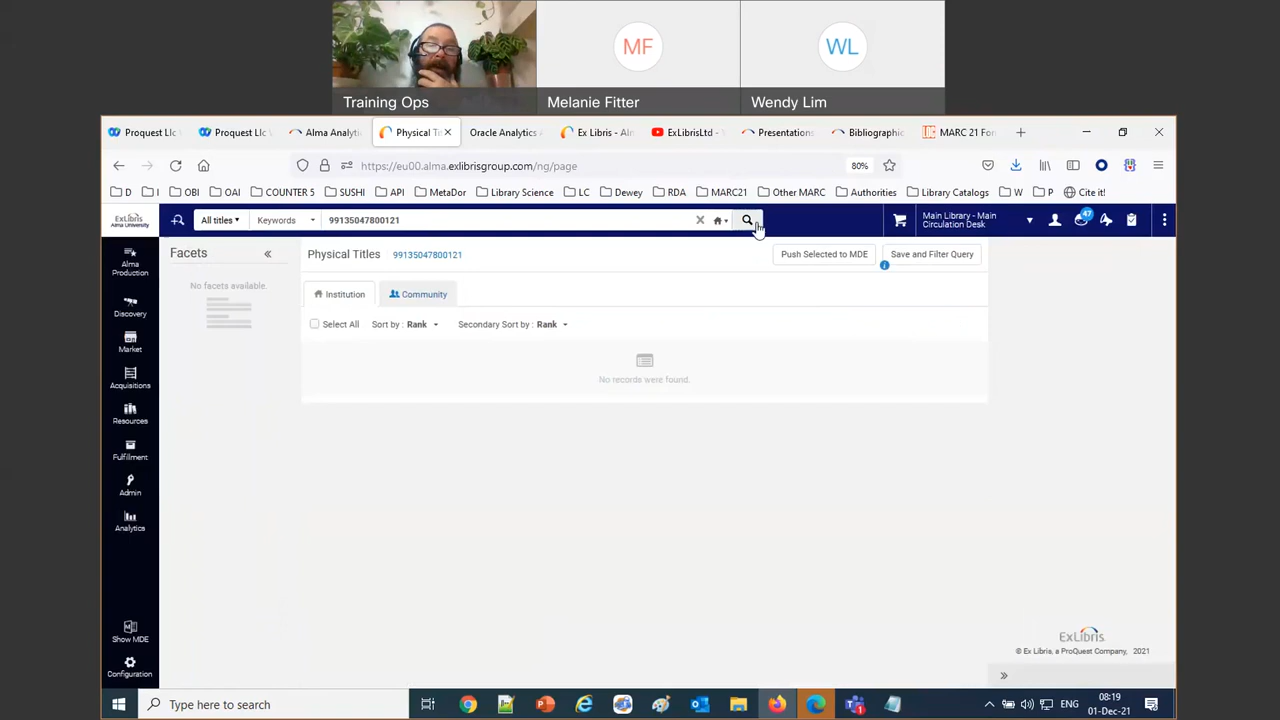 MF
WL
Training Ops
Melanie Fitter
Wendy Lim
Proquest Llc
Proquest Llc
Alma Analyti
Physical Ti
Oracle Analytics
Ex Libris - Aln
ExLibrisLtd -
Presentations
Bibliographic
MARC 21 For
https://eu00.alma.exlibrisgroup.com/ng/page
80%
D
I
OBI
OAI
COUNTER 5
SUSHI
API
MetaDor
Library Science
LC
Dewey
RDA
MARC21
Other MARC
Authorities
Library Catalogs
W
P
Cite it!
ExLibris
Alma University
All titles
Keywords
99135047800121
Main Library - Main
Circulation Desk
47
Alma
Production
Discovery
Market
Acquisitions
Resources
Fulfillment
Admin
Analytics
Show MDE
Configuration
Facets
No facets available.
Physical Titles 99135047800121
Push Selected to MDE
Save and Filter Query
Institution
Community
Select All
Sort by : Rank
Secondary Sort by : Rank
No records were found.
ExLibris
© Ex Libris, a ProQuest Company, 2021
Type here to search
ENG
08:19
01-Dec-21